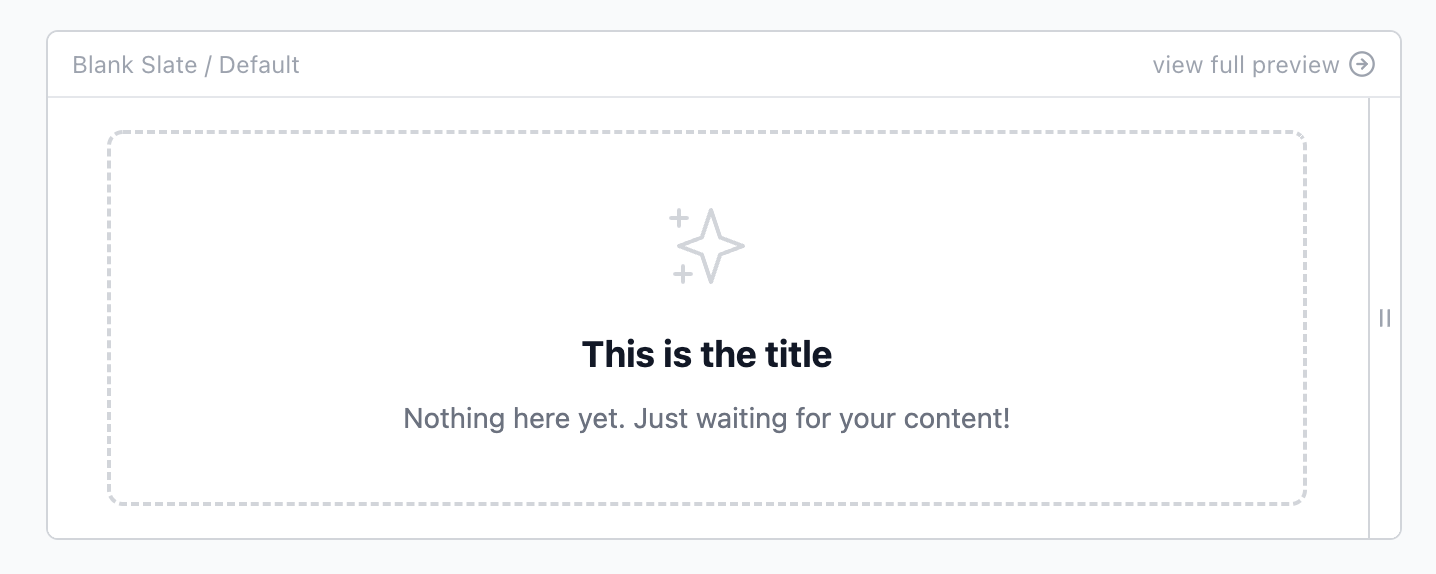 Blank Slate / Default
view full preview
This is the title
Nothing here yet. Just waiting for your content!